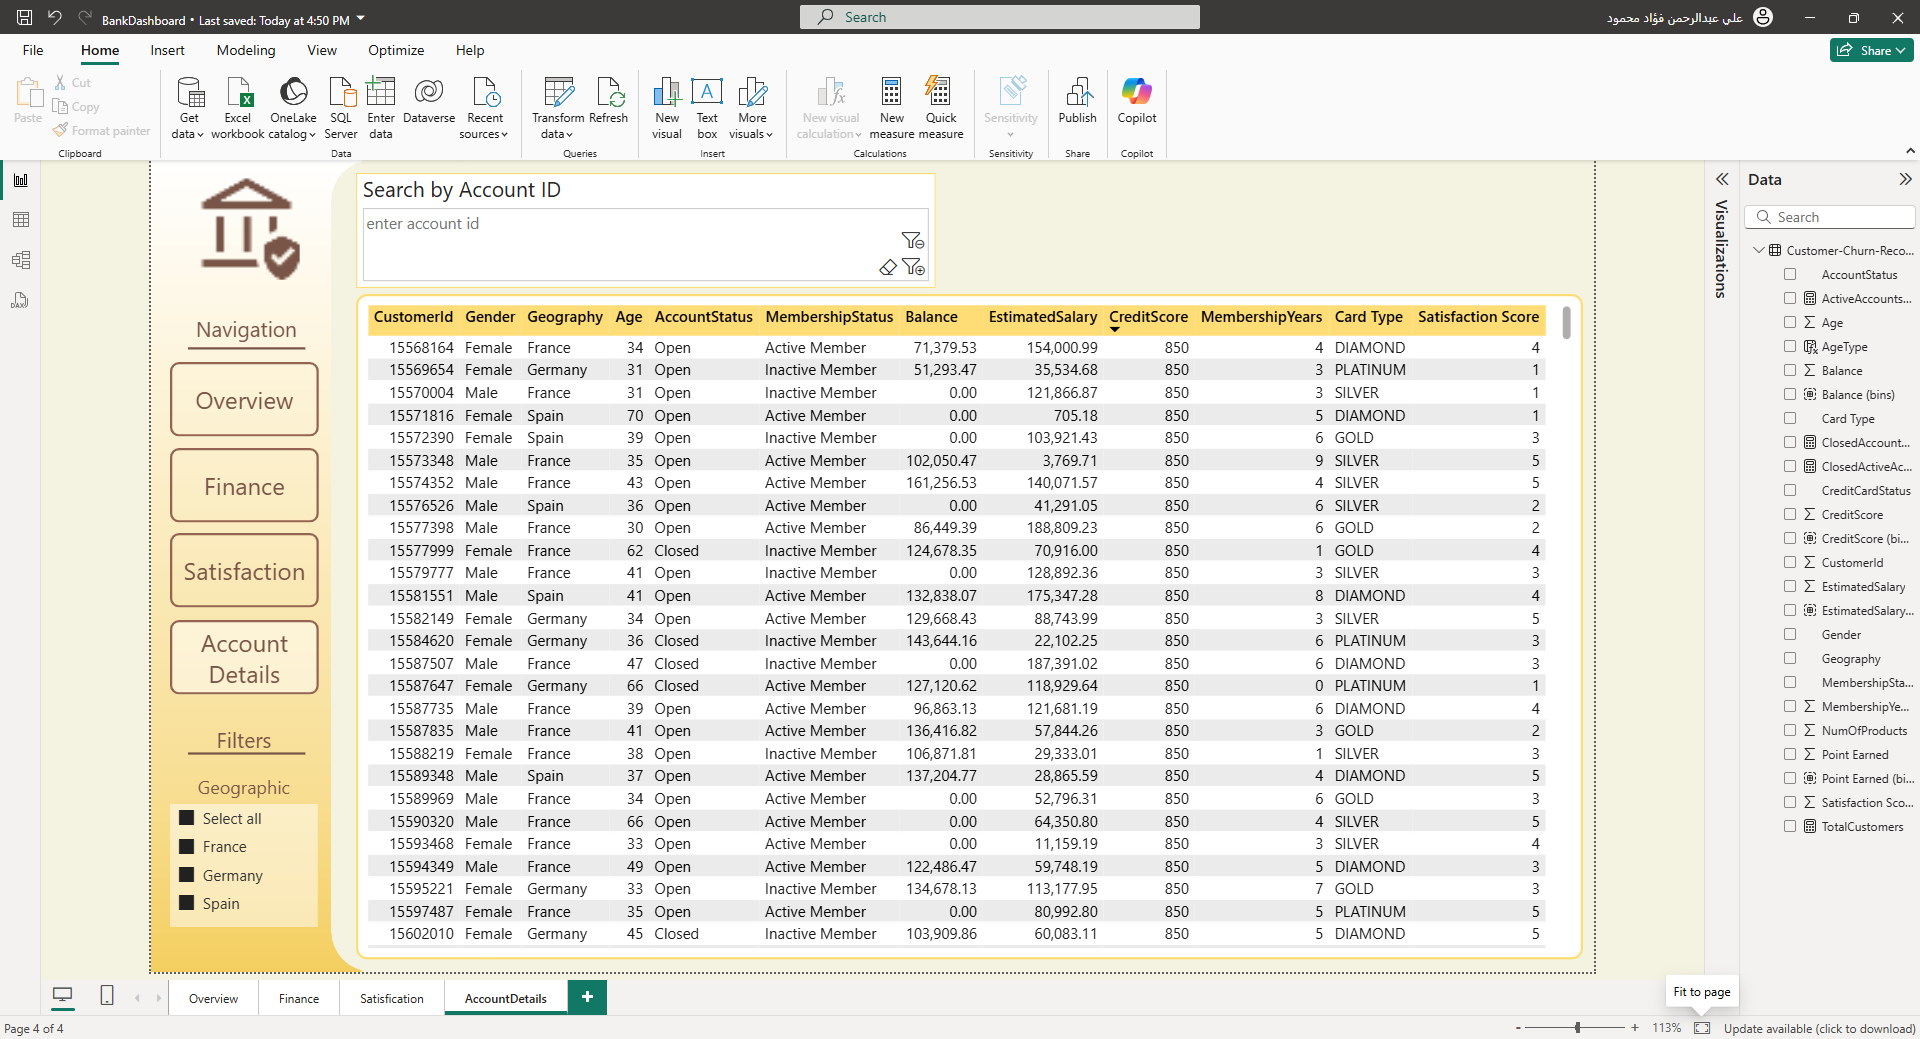 BankDashboard • Last saved: Today at 4:50 PM
Search
علي عبدالرحمن فؤاد محمود
File Home Insert Modeling View Optimize Help
Share
Paste
Cut
Copy
Format painter
Clipboard
Get data
Excel workbook
OneLake catalog
SQL Server
Enter data
Dataverse
Recent sources
Data
Transform data
Refresh
Queries
New visual
Text box
More visuals
Insert
New visual calculation
New measure
Quick measure
Calculations
Sensitivity
Sensitivity
Publish
Share
Copilot
Copilot
Navigation
Overview
Finance
Satisfaction
Account
Details
Filters
Geographic
Select all
France
Germany
Spain
Search by Account ID
enter account id
CustomerId Gender Geography Age AccountStatus MembershipStatus Balance EstimatedSalary CreditScore MembershipYears Card Type Satisfaction Score
15568164 Female France 34 Open Active Member 71,379.53 154,000.99 850 4 DIAMOND 4
15569654 Female Germany 31 Open Inactive Member 51,293.47 35,534.68 850 3 PLATINUM 1
15570004 Male France 31 Open Inactive Member 0.00 121,866.87 850 3 SILVER 1
15571816 Female Spain 70 Open Active Member 0.00 705.18 850 5 DIAMOND 1
15572390 Female Spain 39 Open Inactive Member 0.00 103,921.43 850 6 GOLD 3
15573348 Male France 35 Open Active Member 102,050.47 3,769.71 850 9 SILVER 5
15574352 Male France 43 Open Active Member 161,256.53 140,071.57 850 4 SILVER 5
15576526 Male Spain 36 Open Active Member 0.00 41,291.05 850 6 SILVER 2
15577398 Male France 30 Open Active Member 86,449.39 188,809.23 850 6 GOLD 2
15577999 Female France 62 Closed Inactive Member 124,678.35 70,916.00 850 1 GOLD 4
15579777 Male France 41 Open Inactive Member 0.00 128,892.36 850 3 SILVER 3
15581551 Male Spain 41 Open Active Member 132,838.07 175,347.28 850 8 DIAMOND 4
15582149 Female Germany 34 Open Active Member 129,668.43 88,743.99 850 3 SILVER 5
15584620 Female Germany 36 Closed Inactive Member 143,644.16 22,102.25 850 6 PLATINUM 3
15587507 Male France 47 Closed Inactive Member 0.00 187,391.02 850 6 DIAMOND 3
15587647 Female Germany 66 Closed Active Member 127,120.62 118,929.64 850 0 PLATINUM 1
15587735 Male France 39 Open Active Member 96,863.13 121,681.19 850 6 DIAMOND 4
15587835 Male France 41 Open Active Member 136,416.82 57,844.26 850 3 GOLD 2
15588219 Female France 38 Open Inactive Member 106,871.81 29,333.01 850 1 SILVER 3
15589348 Male Spain 37 Open Active Member 137,204.77 28,865.59 850 4 DIAMOND 5
15589969 Male France 34 Open Active Member 0.00 52,796.31 850 6 GOLD 3
15590320 Male France 66 Open Active Member 0.00 64,350.80 850 4 SILVER 5
15593468 Female France 33 Open Active Member 0.00 11,159.19 850 3 SILVER 4
15594349 Male France 49 Open Active Member 122,486.47 59,748.19 850 5 DIAMOND 3
15595221 Female Germany 33 Open Inactive Member 134,678.13 113,177.95 850 7 GOLD 3
15597487 Female France 35 Open Active Member 0.00 80,992.80 850 5 PLATINUM 5
15602010 Female Germany 45 Closed Inactive Member 103,909.86 60,083.11 850 5 DIAMOND 5
Visualizations
Data
Search
Customer-Churn-Reco...
AccountStatus
ActiveAccounts...
Age
AgeType
Balance
Balance (bins)
Card Type
ClosedAccount...
ClosedActiveAc...
CreditCardStatus
CreditScore
CreditScore (bi...
CustomerId
EstimatedSalary
EstimatedSalary...
Gender
Geography
MembershipSta...
MembershipYe...
NumOfProducts
Point Earned
Point Earned (bi...
Satisfaction Sco...
TotalCustomers
Overview Finance Satisfication AccountDetails +
Fit to page
Page 4 of 4
- + 113%
Update available (click to download)
DAX